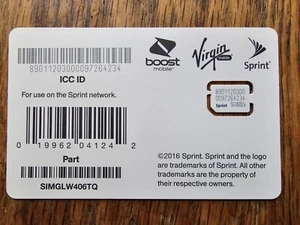 boost
mobile
Virgin
mobile
Sprint
89011203000097264234
ICC ID
For use on the Sprint network.
89011203000
0097264234
Sprint
0 19962 04124 2
Part
SIMGLW406TQ
©2016 Sprint. Sprint and the logo
are trademarks of Sprint. All other
trademarks are the property of
their respective owners.